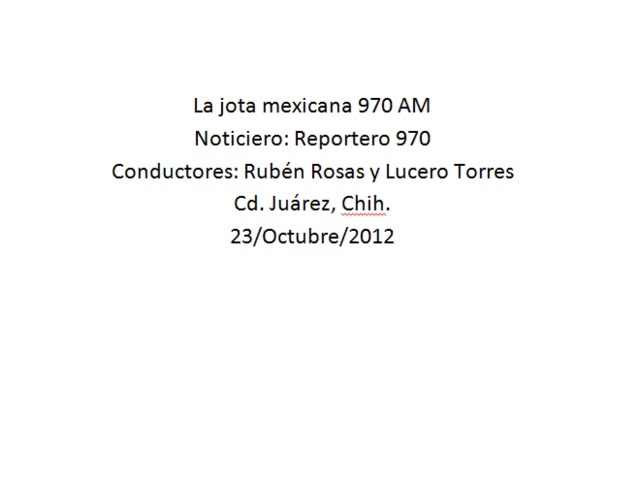 La jota mexicana 970 AM
Noticiero: Reportero 970
Conductores: Rubén Rosas y Lucero Torres
Cd. Juárez, Chih.
23/Octubre/2012